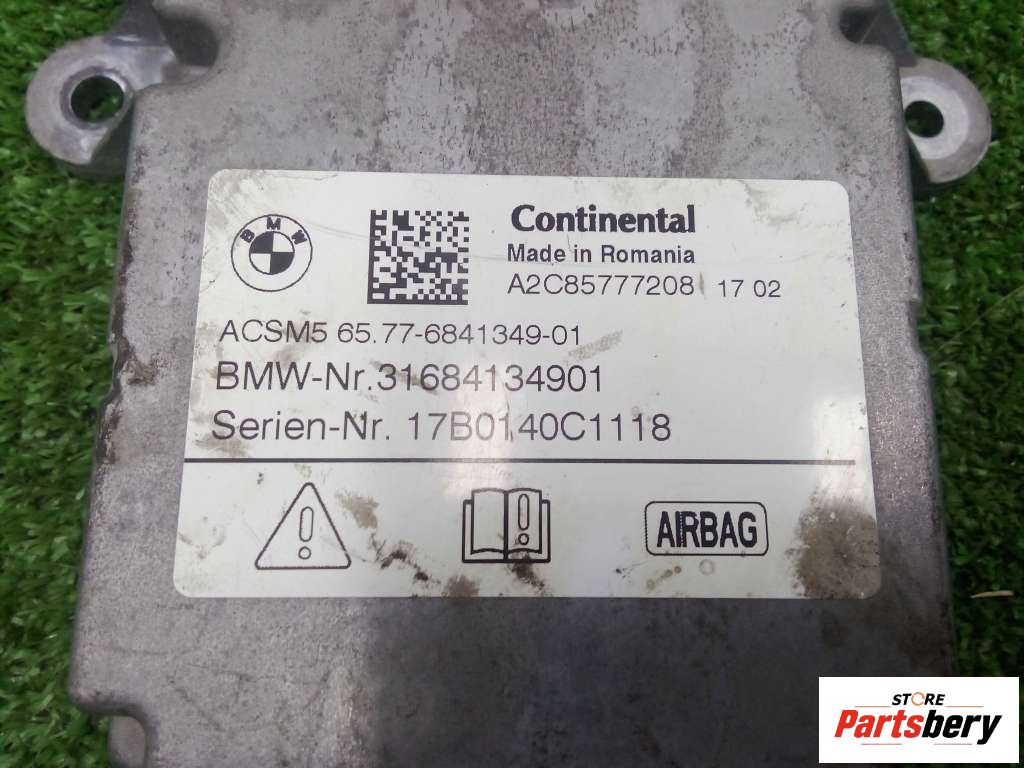 BMW
Continental
Made in Romania
A2C85777208 17 02
ACSM5 65.77-6841349-01
BMW-Nr.31684134901
Serien-Nr. 17B0140C1118
AIRBAG
STORE
Partsbery